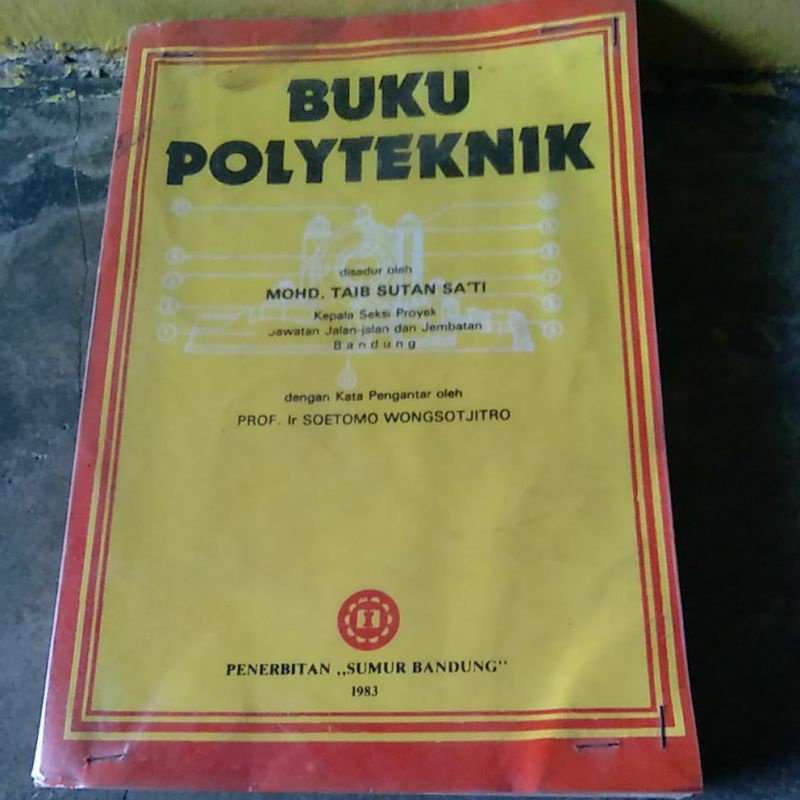 BUKU
POLYTEKNIK
disadur oleh
MOHD. TAIB SUTAN SA'TI
Kepala Seksi Proyek
Jawatan Jalan-jalan dan Jembatan
Bandung
dengan Kata Pengantar oleh
PROF. Ir SOETOMO WONGSOTJITRO
PENERBITAN ,,SUMUR BANDUNG''
1983